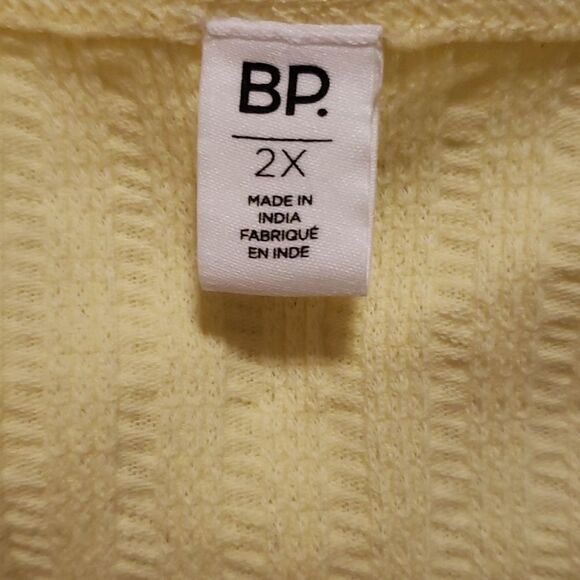 BP.
2X
MADE IN
INDIA
FABRIQUÉ
EN INDE